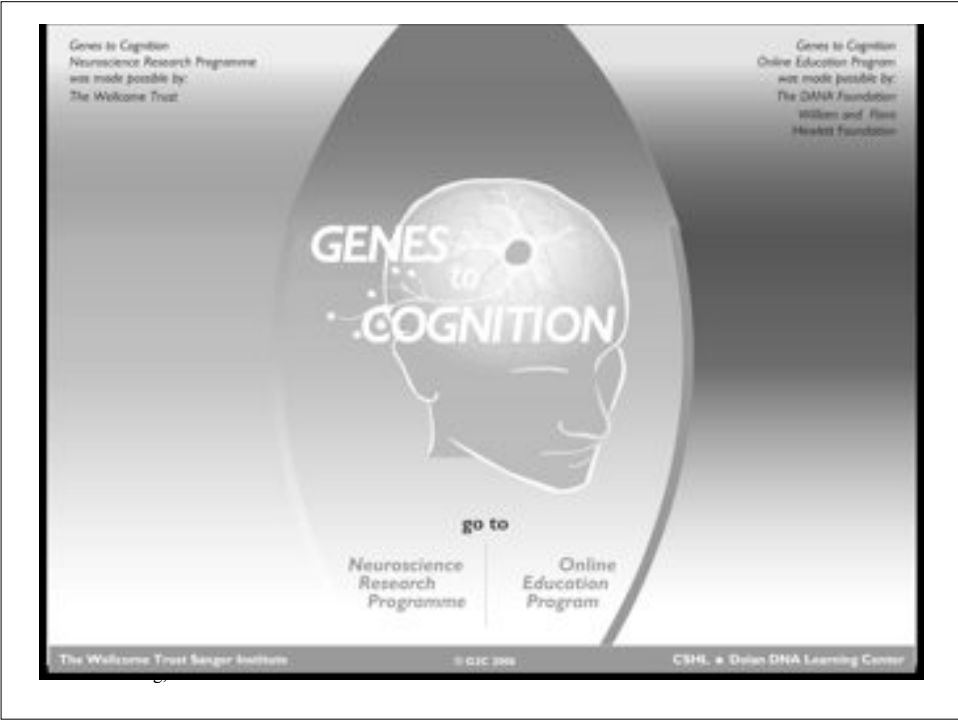 Genes to Cognition
Neuroscience Research Programme
was made possible by:
The Wellcome Trust
Genes to Cognition
Online Education Program
was made possible by:
The DANA Foundation
William and Flora
Hewlett Foundation
GENES
to
COGNITION
go to
Neuroscience
Research
Programme
Online
Education
Program
The Wellcome Trust Sanger Institute
© G2C 2006
CSHL • Dolan DNA Learning Center